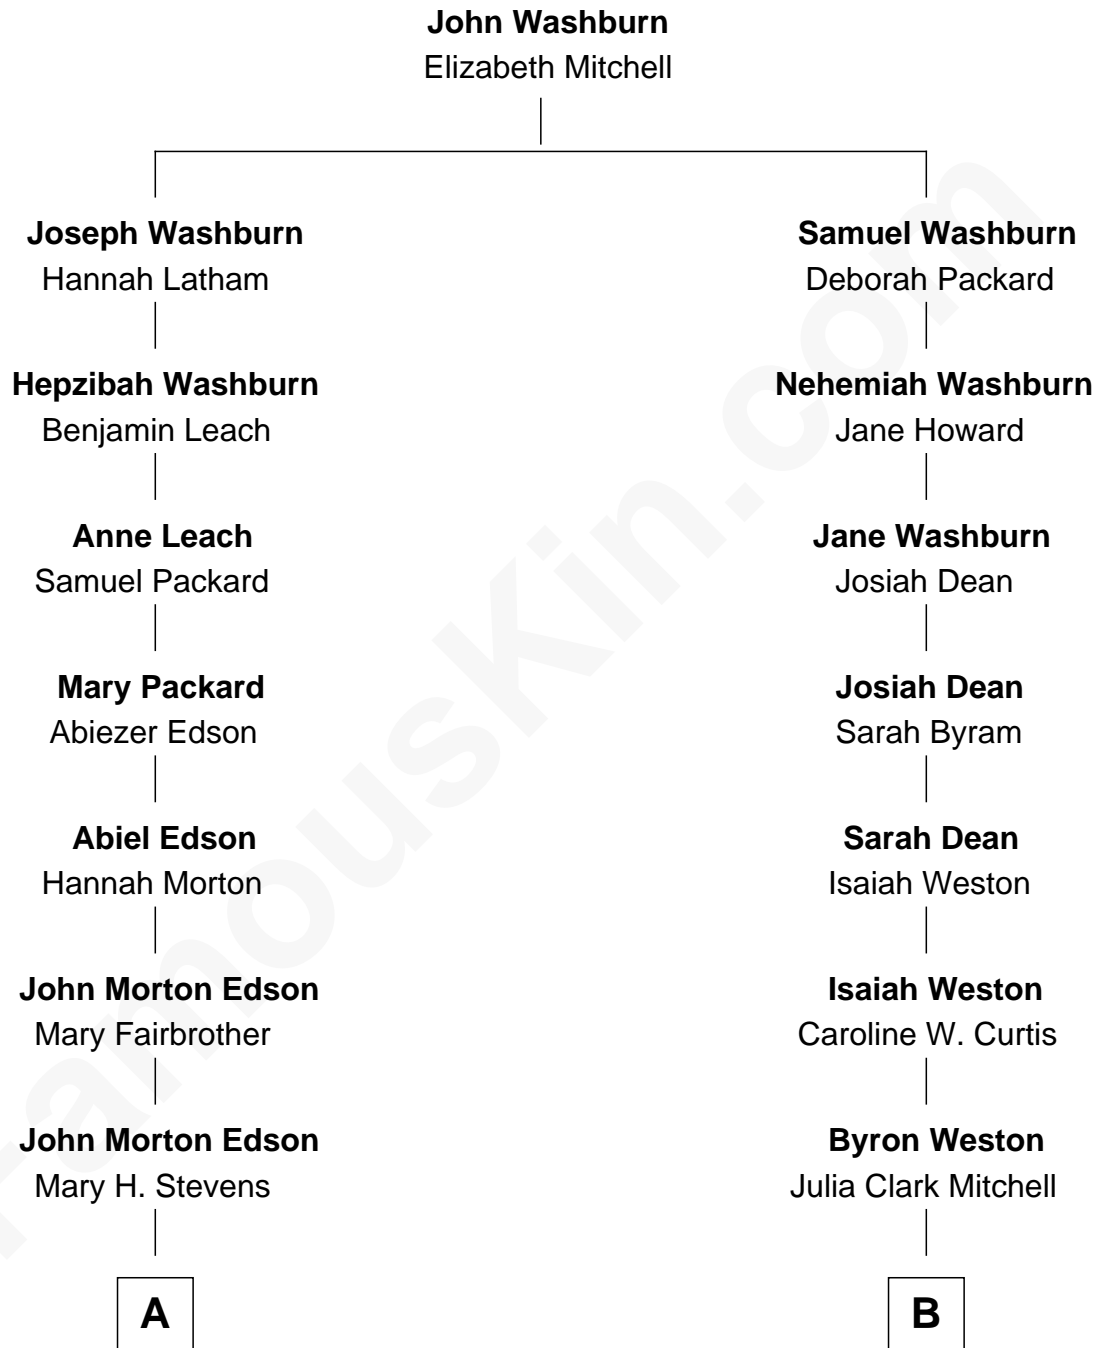 John Washburn
Elizabeth Mitchell
Joseph Washburn
Hannah Latham
Samuel Washburn
Deborah Packard
Hepzibah Washburn
Benjamin Leach
Nehemiah Washburn
Jane Howard
Anne Leach
Samuel Packard
Jane Washburn
Josiah Dean
Mary Packard
Abiezer Edson
Josiah Dean
Sarah Byram
Abiel Edson
Hannah Morton
Sarah Dean
Isaiah Weston
John Morton Edson
Mary Fairbrother
Isaiah Weston
Caroline W. Curtis
John Morton Edson
Mary H. Stevens
Byron Weston
Julia Clark Mitchell
A
B
FamousKin.com